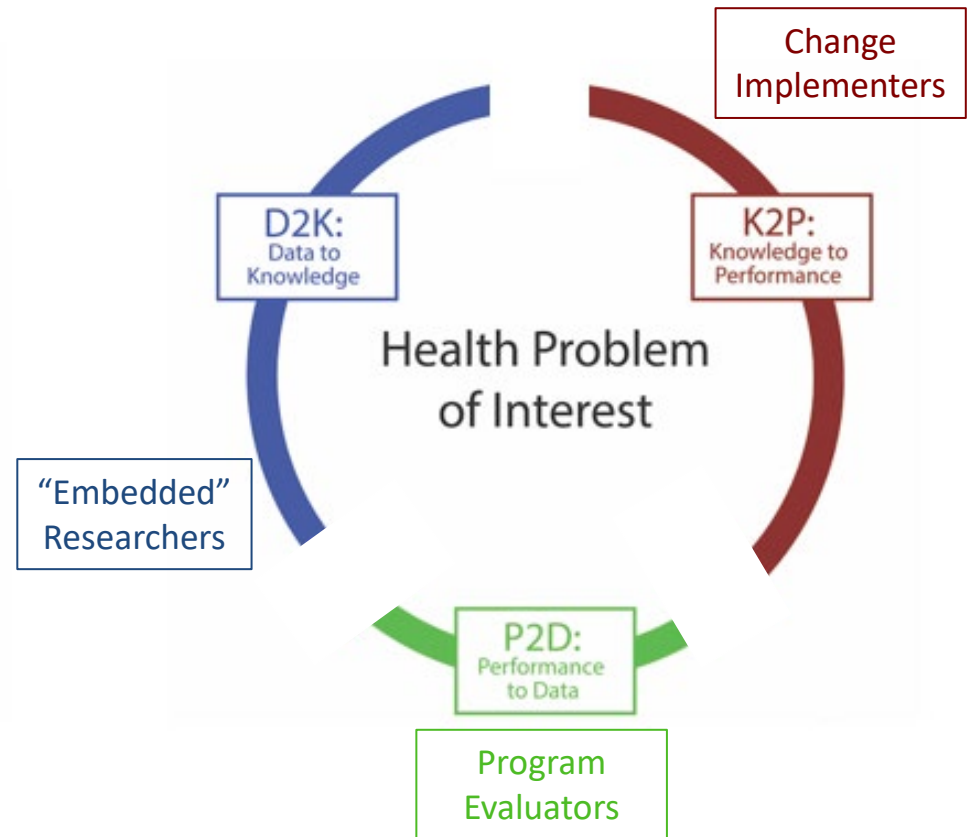 Change
Implementers
D2K:
Data to
Knowledge
K2P:
Knowledge to
Performance
Health Problem
of Interest
“Embedded”
Researchers
P2D:
Performance
to Data
Program
Evaluators